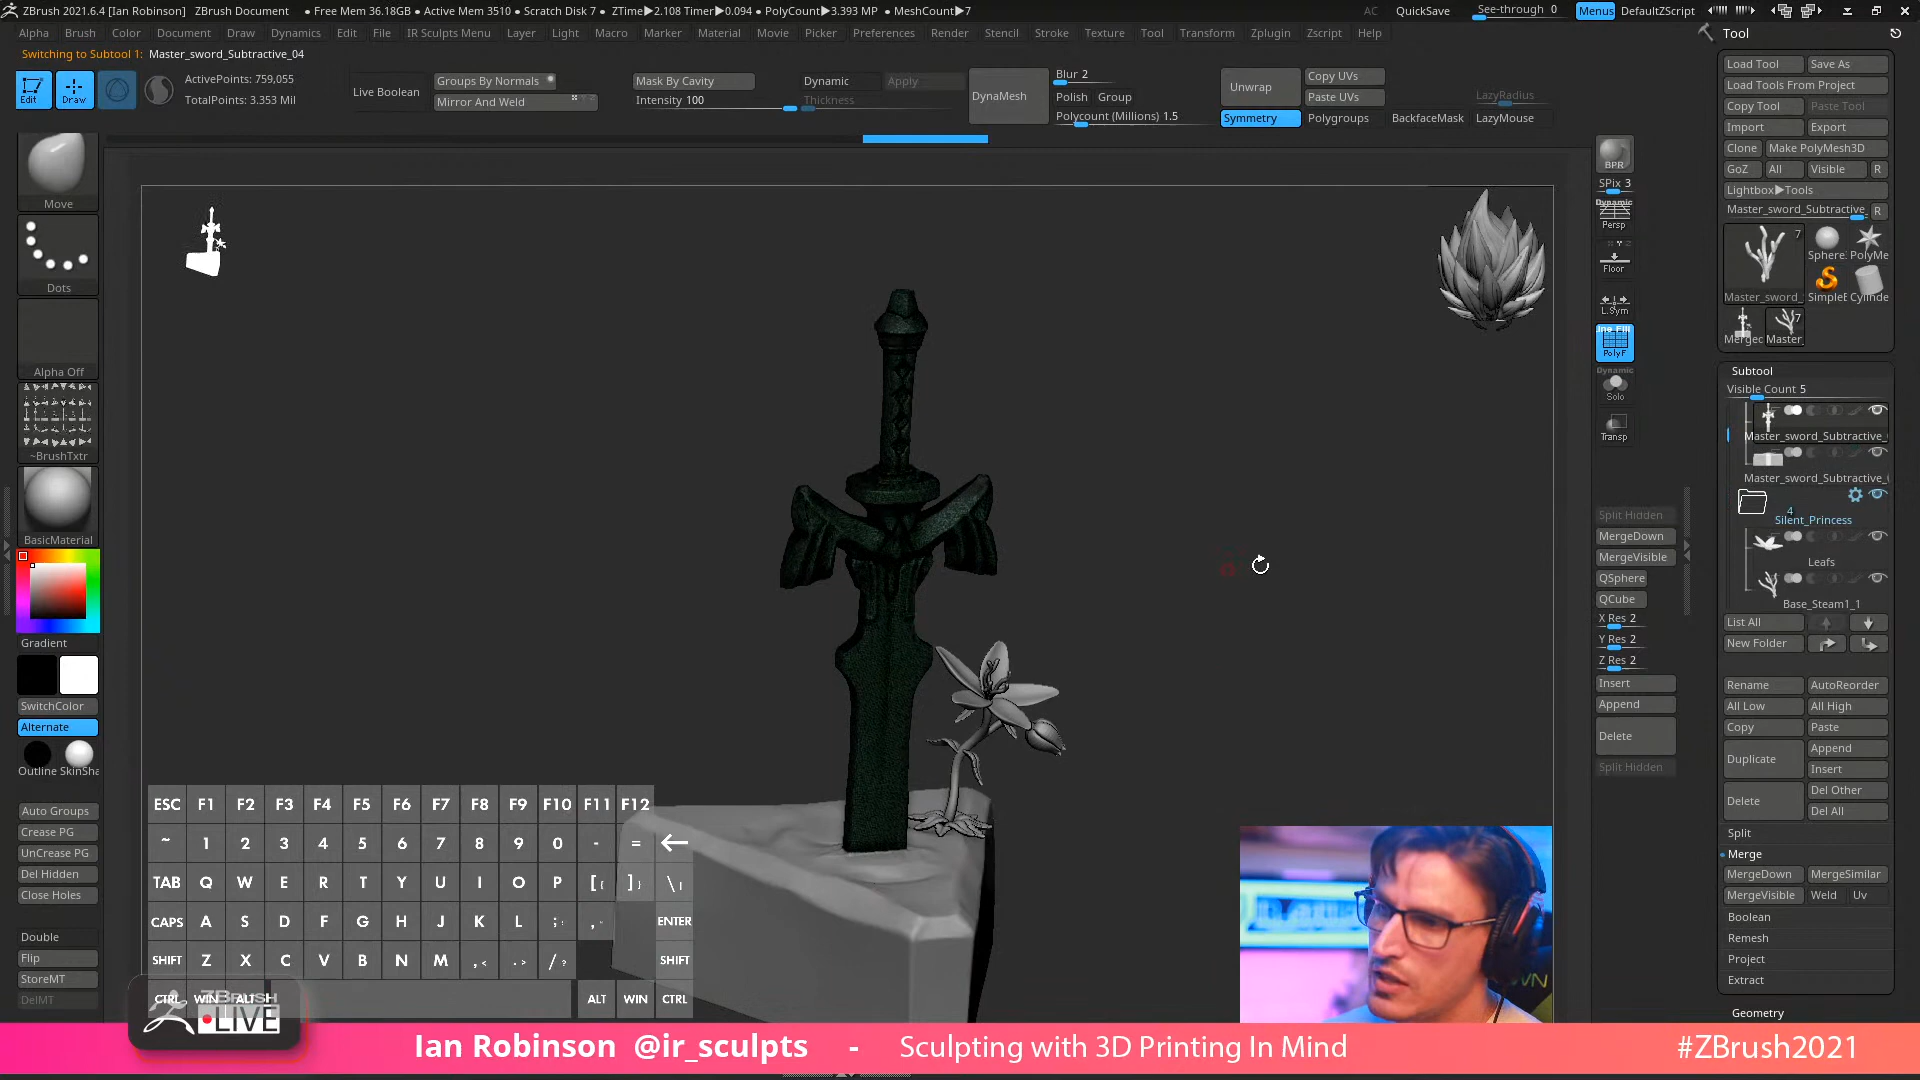 ZBrush 2021.6.4 [Ian Robinson] ZBrush Document • Free Mem 36.18GB • Active Mem 3510 • Scratch Disk 7 • ZTime▶2.108 Timer▶0.094 • PolyCount▶3.393 MP • MeshCount▶7 AC QuickSave See-through 0 Menus DefaultZScript
Alpha Brush Color Document Draw Dynamics Edit File IR Sculpts Menu Layer Light Macro Marker Material Movie Picker Preferences Render Stencil Stroke Texture Tool Transform Zplugin Zscript Help
Switching to Subtool 1: Master_sword_Subtractive_04
Edit Draw
ActivePoints: 759,055
TotalPoints: 3.353 Mil
Live Boolean
Groups By Normals
Mirror And Weld
Mask By Cavity
Intensity 100
Dynamic Apply
Thickness
DynaMesh
Blur 2
Polish Group
Polycount (Millions) 1.5
Unwrap
Copy UVs
Paste UVs
Symmetry Polygroups BackfaceMask LazyMouse
LazyRadius
Move
Dots
Alpha Off
~BrushTxtr
BasicMaterial
Gradient
SwitchColor
Alternate
Outline SkinSha
Auto Groups
Crease PG
UnCrease PG
Del Hidden
Close Holes
Double
Flip
StoreMT
DelMT
BPR
SPix 3
Dynamic
Persp
Floor
L.Sym
Line Fill
PolyF
Dynamic
Solo
Transp
Split Hidden
MergeDown
MergeVisible
QSphere
QCube
X Res 2
Y Res 2
Z Res 2
Insert
Append
Delete
Split Hidden
Tool
Load Tool Save As
Load Tools From Project
Copy Tool Paste Tool
Import Export
Clone Make PolyMesh3D
GoZ All Visible R
Lightbox▶Tools
Master_sword_Subtractive_ R
7
Sphere. PolyMe
Master_sword_ SimpleE Cylinde
7
Mergec Master_
Subtool
Visible Count 5
Master_sword_Subtractive_
Master_sword_Subtractive_
4
Silent_Princess
Leafs
Base_Steam1_1
List All
New Folder
Rename AutoReorder
All Low All High
Copy Paste
Duplicate Append
Insert
Delete Del Other
Del All
Split
Merge
MergeDown MergeSimilar
MergeVisible Weld Uv
Boolean
Remesh
Project
Extract
Geometry
ESC F1 F2 F3 F4 F5 F6 F7 F8 F9 F10 F11 F12
~ 1 2 3 4 5 6 7 8 9 0 - = ←
TAB Q W E R T Y U I O P [{ ]} \|
CAPS A S D F G H J K L ;: ," ENTER
SHIFT Z X C V B N M ,< .> /? SHIFT
CTRL WIN ALT ALT WIN CTRL
ZBRUSH
LIVE
Ian Robinson @ir_sculpts - Sculpting with 3D Printing In Mind #ZBrush2021